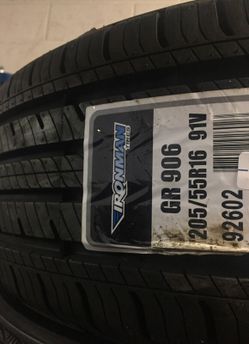 IRONMAN
TIRES
GR 906
205/55R16 91V
92602